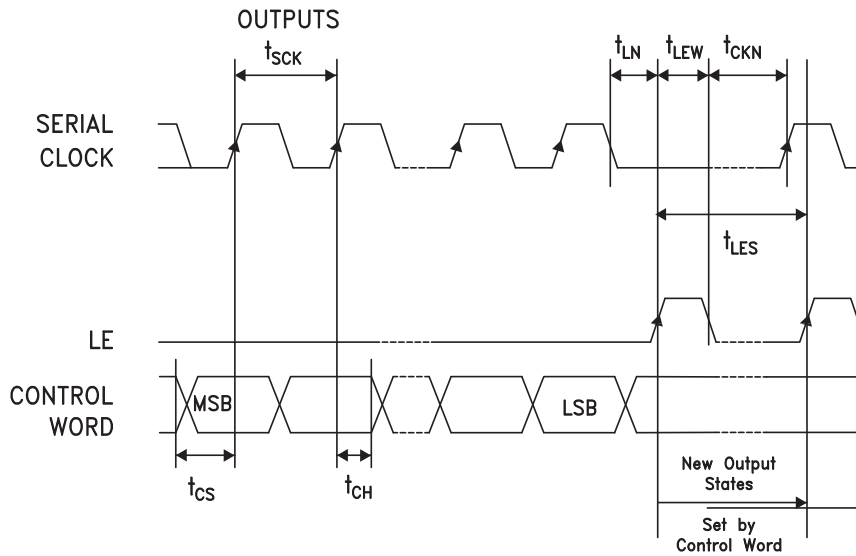 OUTPUTS
tSCK
tLN
tLEW
tCKN
SERIAL
CLOCK
tLES
LE
CONTROL
WORD
MSB
LSB
tCS
tCH
New Output
States
Set by
Control Word